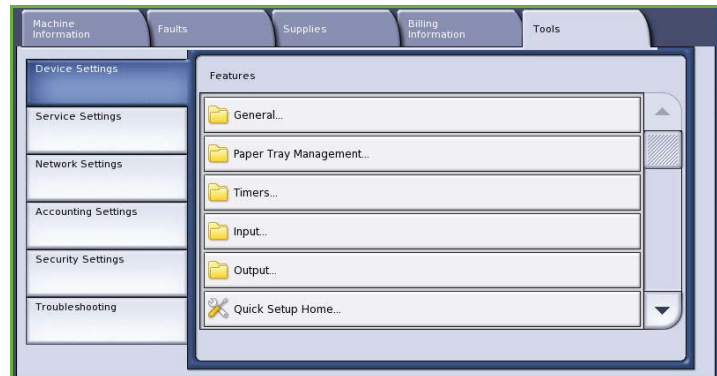 Machine
Information
Faults
Supplies
Billing
Information
Tools
Device Settings
Service Settings
Network Settings
Accounting Settings
Security Settings
Troubleshooting
Features
General...
Paper Tray Management...
Timers...
Input...
Output...
Quick Setup Home...